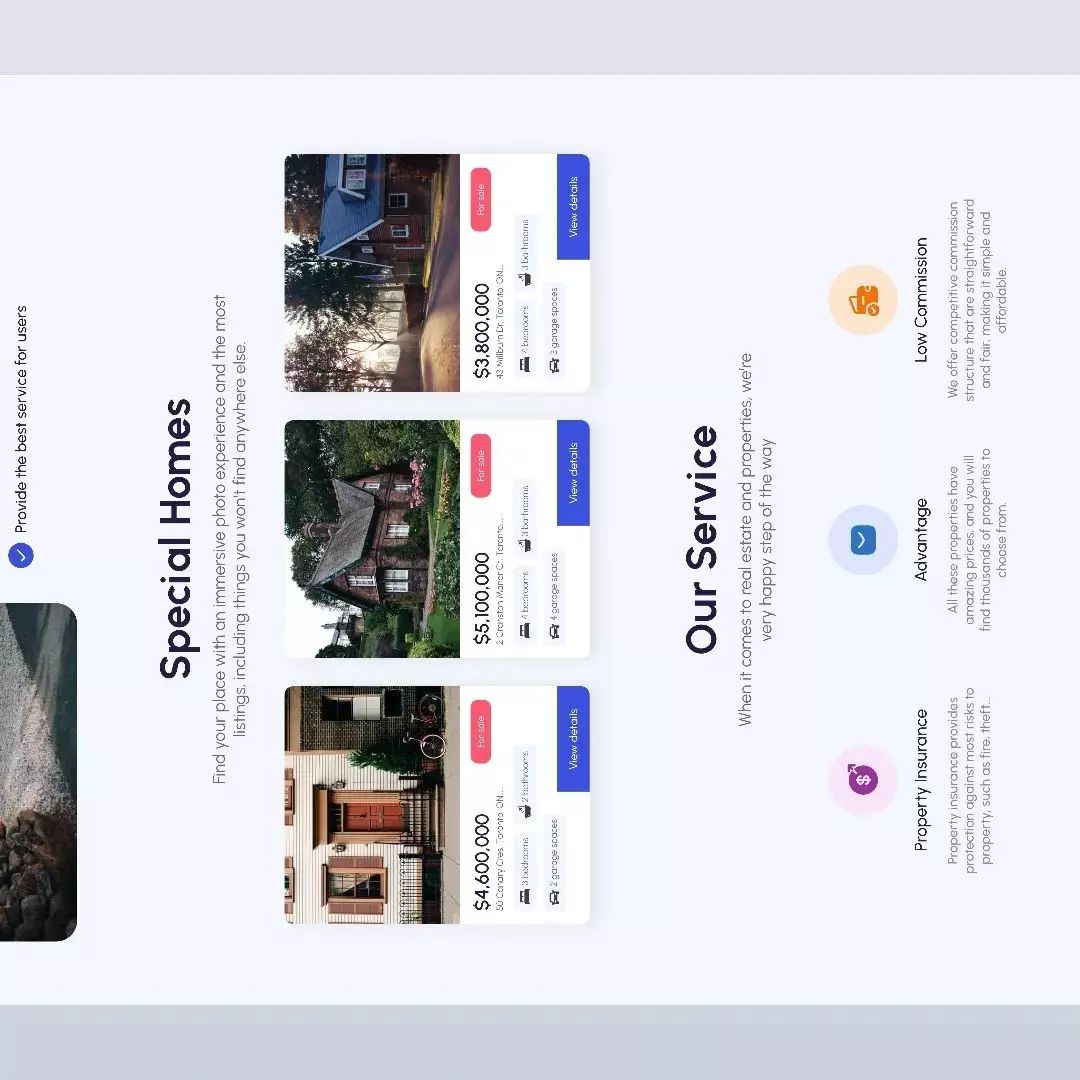 Provide the best service for users
Special Homes
Find your place with an immersive photo experience and the most
listings, including things you won't find anywhere else.
$4,600,000
For sale
50 Canary Cres, Toronto, ON...
3 bedrooms
2 bathrooms
2 garage spaces
View details
$5,100,000
For sale
2 Cranston Manor Ct, Toronto,...
4 bedrooms
3 bathrooms
4 garage spaces
View details
$3,800,000
For sale
43 Millburn Dr, Toronto, ON...
4 bedrooms
3 bathrooms
3 garage spaces
View details
Our Service
When it comes to real estate and properties, we're
very happy step of the way
Property Insurance
Property insurance provides
protection against most risks to
property, such as fire, theft...
Advantage
All these properties have
amazing prices, and you will
find thousands of properties to
choose from.
Low Commission
We offer competitive commission
structure that are straightforward
and fair, making it simple and
affordable.